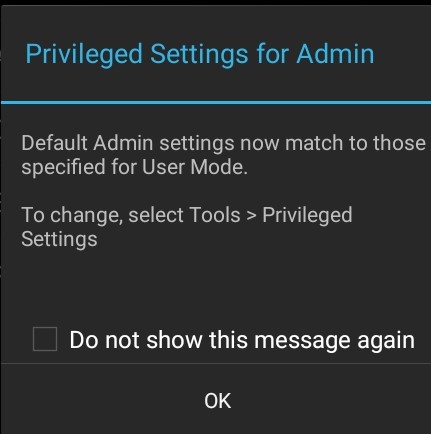 Privileged Settings for Admin
Default Admin settings now match to those
specified for User Mode.
To change, select Tools > Privileged
Settings
Do not show this message again
OK